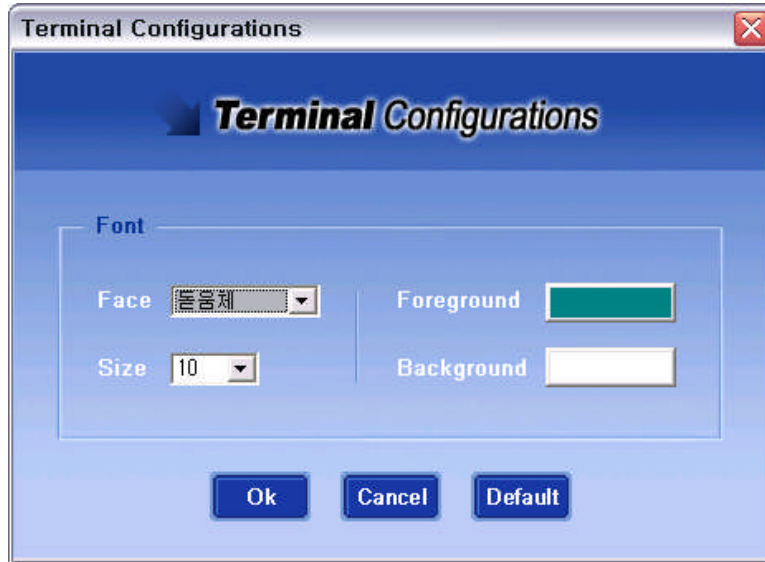 Terminal Configurations
Terminal Configurations
Font
Face 돋움체 Foreground
Size 10 Background
Ok Cancel Default